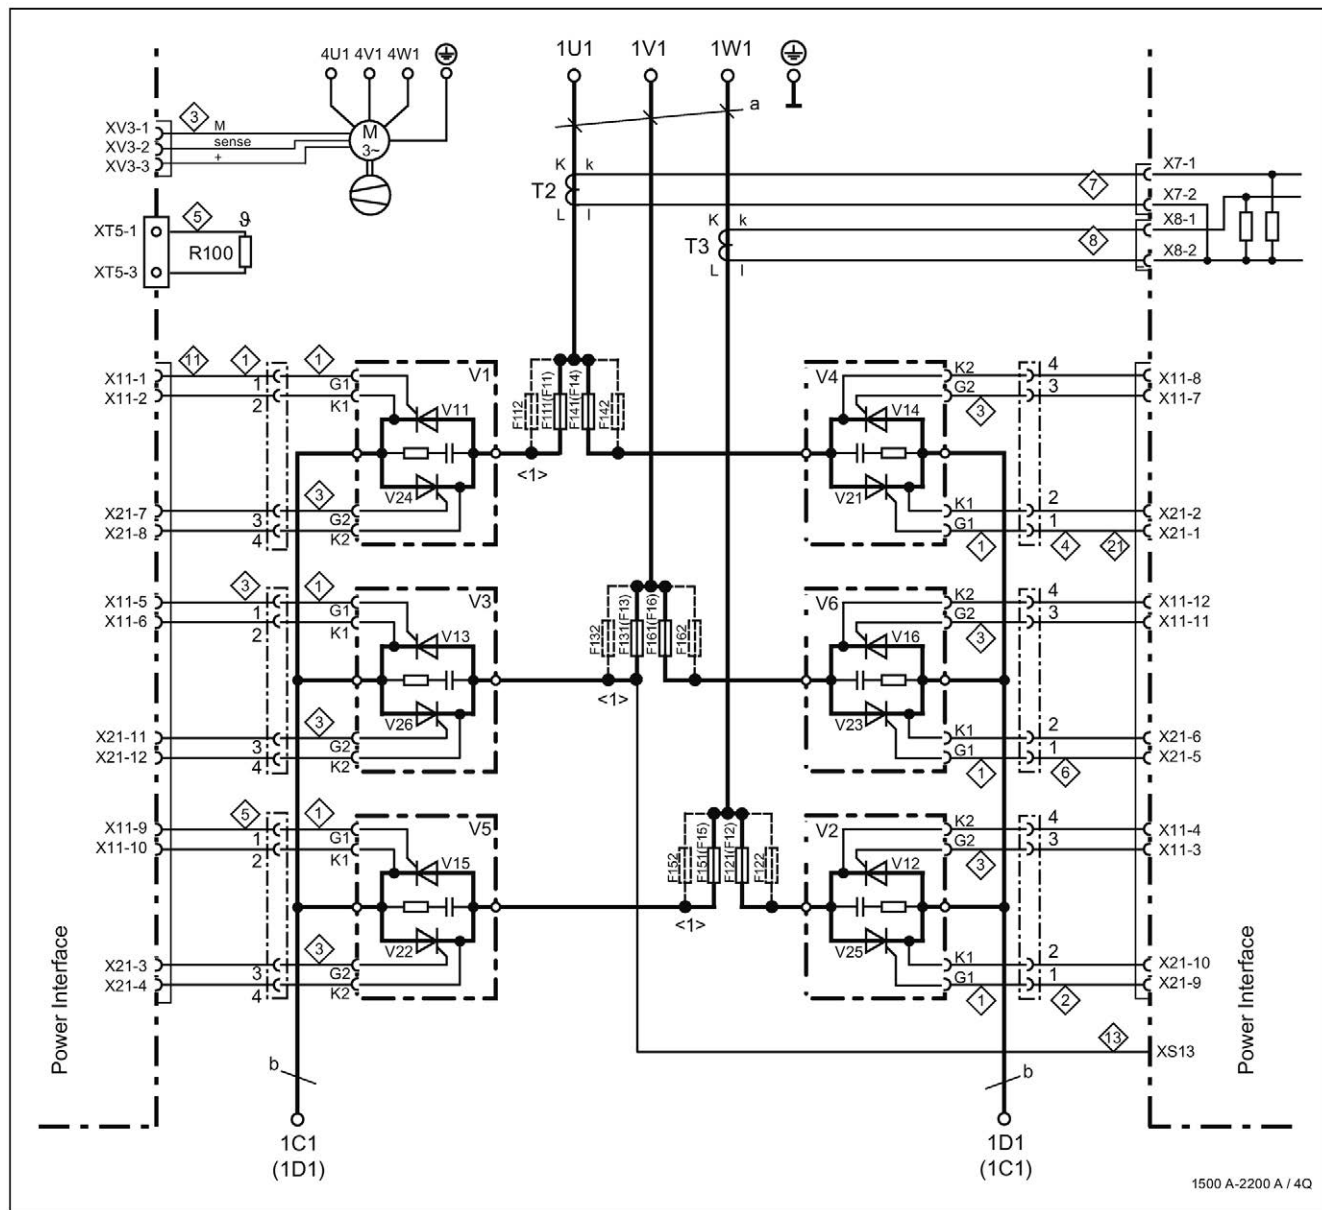 4U1 4V1 4W1
1U1 1V1 1W1
a
XV3-1 3 M
XV3-2 sense
XV3-3 +
M
3~
K k
T2
L l
7
X7-1
X7-2
XT5-1 5 ϑ
R100
XT5-3
K k
T3
L l
8
X8-1
X8-2
11 1 1
X11-1 1 G1
X11-2 2 K1
V1
V11
V24
3
X21-7 3 G2
X21-8 4 K2
F112
F111(F11)
F141(F14)
F142
<1>
V4
V14
V21
K2 4 X11-8
G2 3 X11-7
3
K1 2 X21-2
G1 1 X21-1
1 4 21
3 1
X11-5 1 G1
X11-6 2 K1
V3
V13
V26
3
X21-11 3 G2
X21-12 4 K2
F132
F131(F13)
F161(F16)
F162
<1>
V6
V16
V23
K2 4 X11-12
G2 3 X11-11
3
K1 2 X21-6
G1 1 X21-5
1 6
5 1
X11-9 1 G1
X11-10 2 K1
V5
V15
V22
3
X21-3 3 G2
X21-4 4 K2
F152
F151(F15)
F121(F12)
F122
<1>
V2
V12
V25
K2 4 X11-4
G2 3 X11-3
3
K1 2 X21-10
G1 1 X21-9
1 2
Power Interface
Power Interface
13 XS13
b
b
1C1
(1D1)
1D1
(1C1)
1500 A-2200 A / 4Q